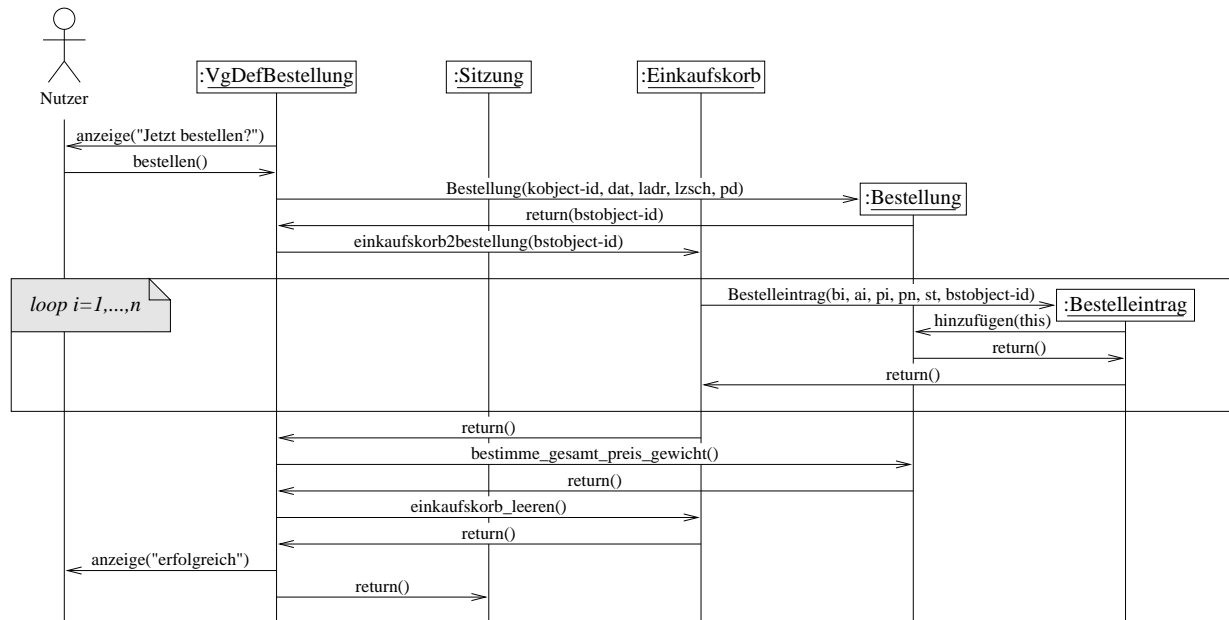 Nutzer
:VgDefBestellung
:Sitzung
:Einkaufskorb
anzeige("Jetzt bestellen?")
bestellen()
Bestellung(kobject-id, dat, ladr, lzsch, pd)
:Bestellung
return(bstobject-id)
einkaufskorb2bestellung(bstobject-id)
loop i=1,...,n
Bestelleintrag(bi, ai, pi, pn, st, bstobject-id)
:Bestelleintrag
hinzufügen(this)
return()
return()
return()
bestimme_gesamt_preis_gewicht()
return()
einkaufskorb_leeren()
return()
anzeige("erfolgreich")
return()